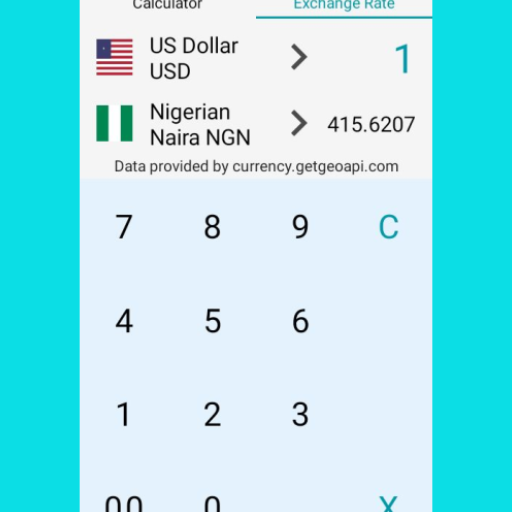 Calculator Exchange Rate
US Dollar
USD
1
Nigerian
Naira NGN
415.6207
Data provided by currency.getgeoapi.com
7 8 9 C
4 5 6
1 2 3
00 0 X